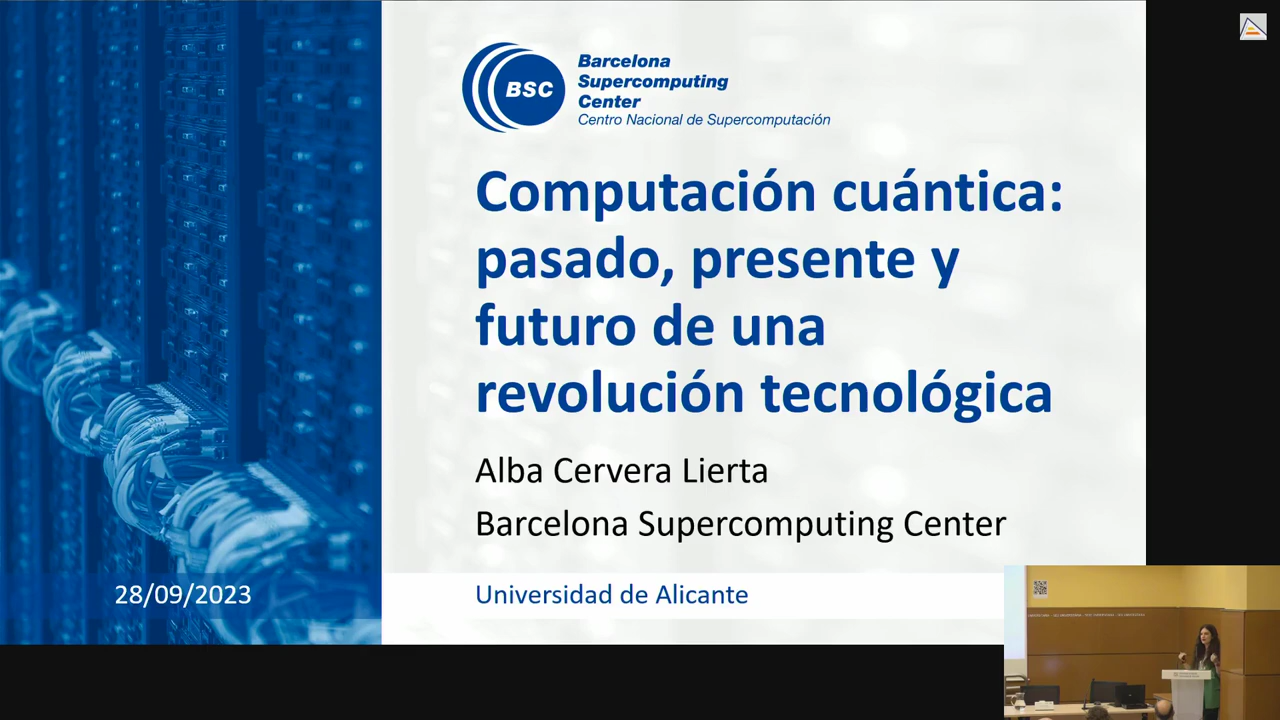 BSC
Barcelona
Supercomputing
Center
Centro Nacional de Supercomputación
Computación cuántica:
pasado, presente y
futuro de una
revolución tecnológica
Alba Cervera Lierta
Barcelona Supercomputing Center
28/09/2023
Universidad de Alicante